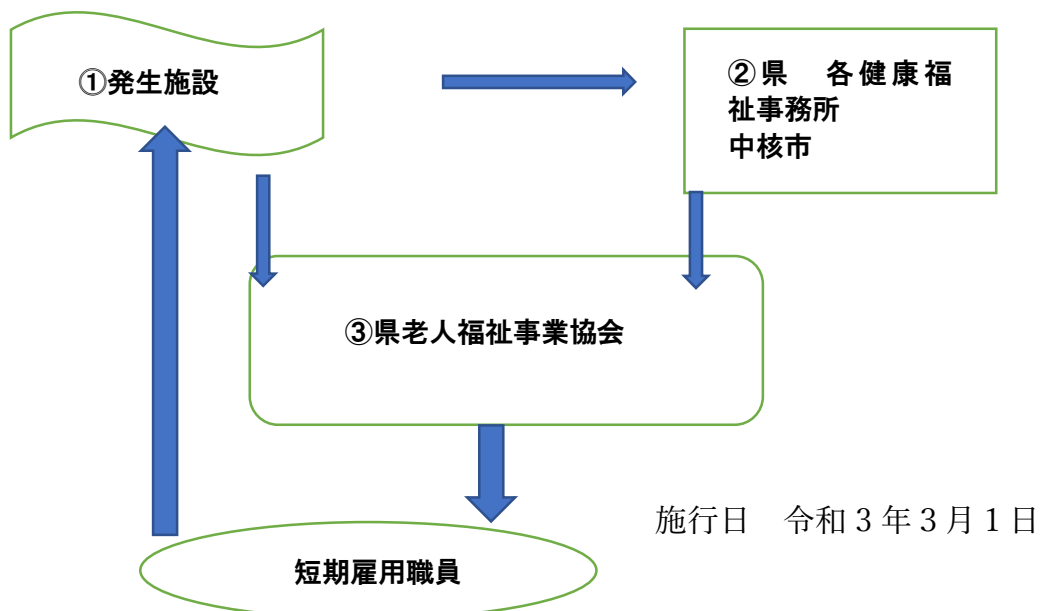 ①発生施設
②県　各健康福
祉事務所
中核市
③県老人福祉事業協会
施行日　令和3年3月1日
短期雇用職員